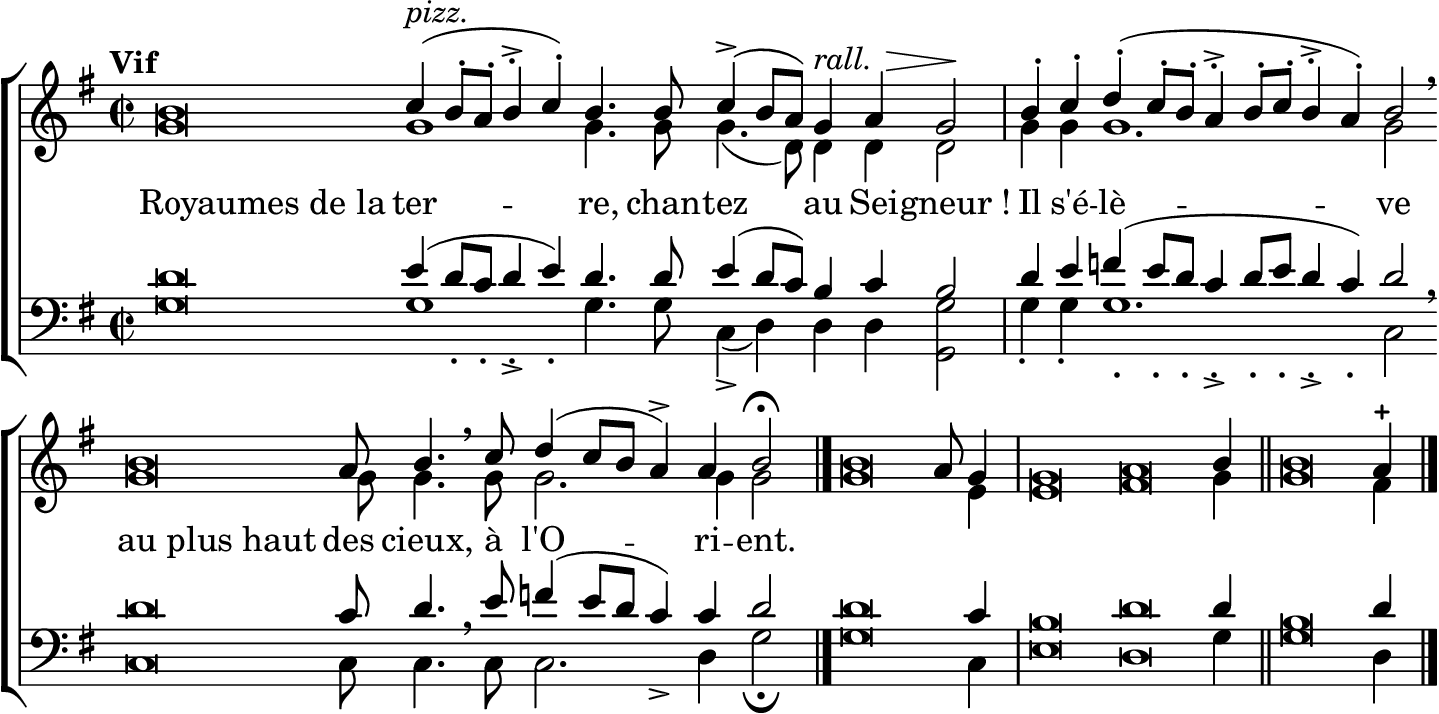 Vif
pizz.
rall.
Royaumes de la ter -- re, chantez au Seigneur ! Il s'é-lè -- ve
au plus haut des cieux, à l'O -- ri-ent.